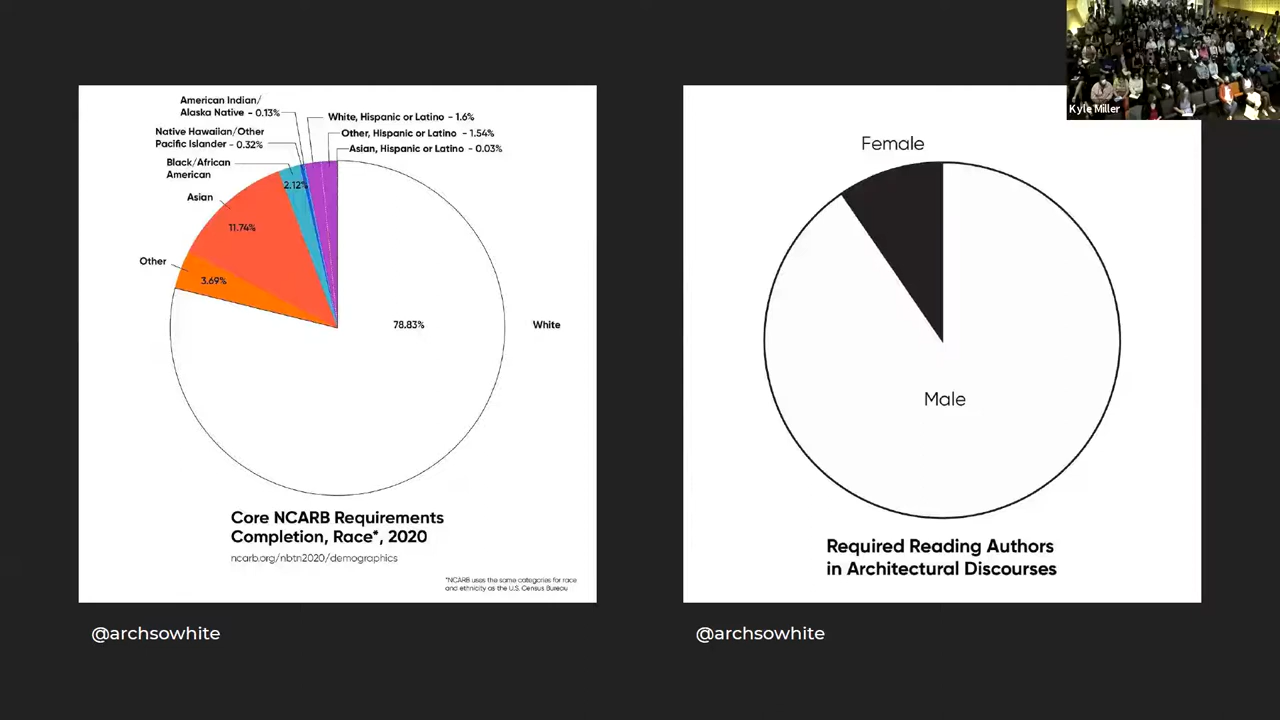 Kyle Miller
American Indian/
Alaska Native - 0.13%
Native Hawaiian/Other
Pacific Islander - 0.32%
Black/African
American
2.12%
White, Hispanic or Latino - 1.6%
Other, Hispanic or Latino - 1.54%
Asian, Hispanic or Latino - 0.03%
Asian
11.74%
Other
3.69%
78.83%
White
Core NCARB Requirements
Completion, Race*, 2020
ncarb.org/nbtn2020/demographics
*NCARB uses the same categories for race
and ethnicity as the U.S. Census Bureau
@archsowhite
Female
Male
Required Reading Authors
in Architectural Discourses
@archsowhite